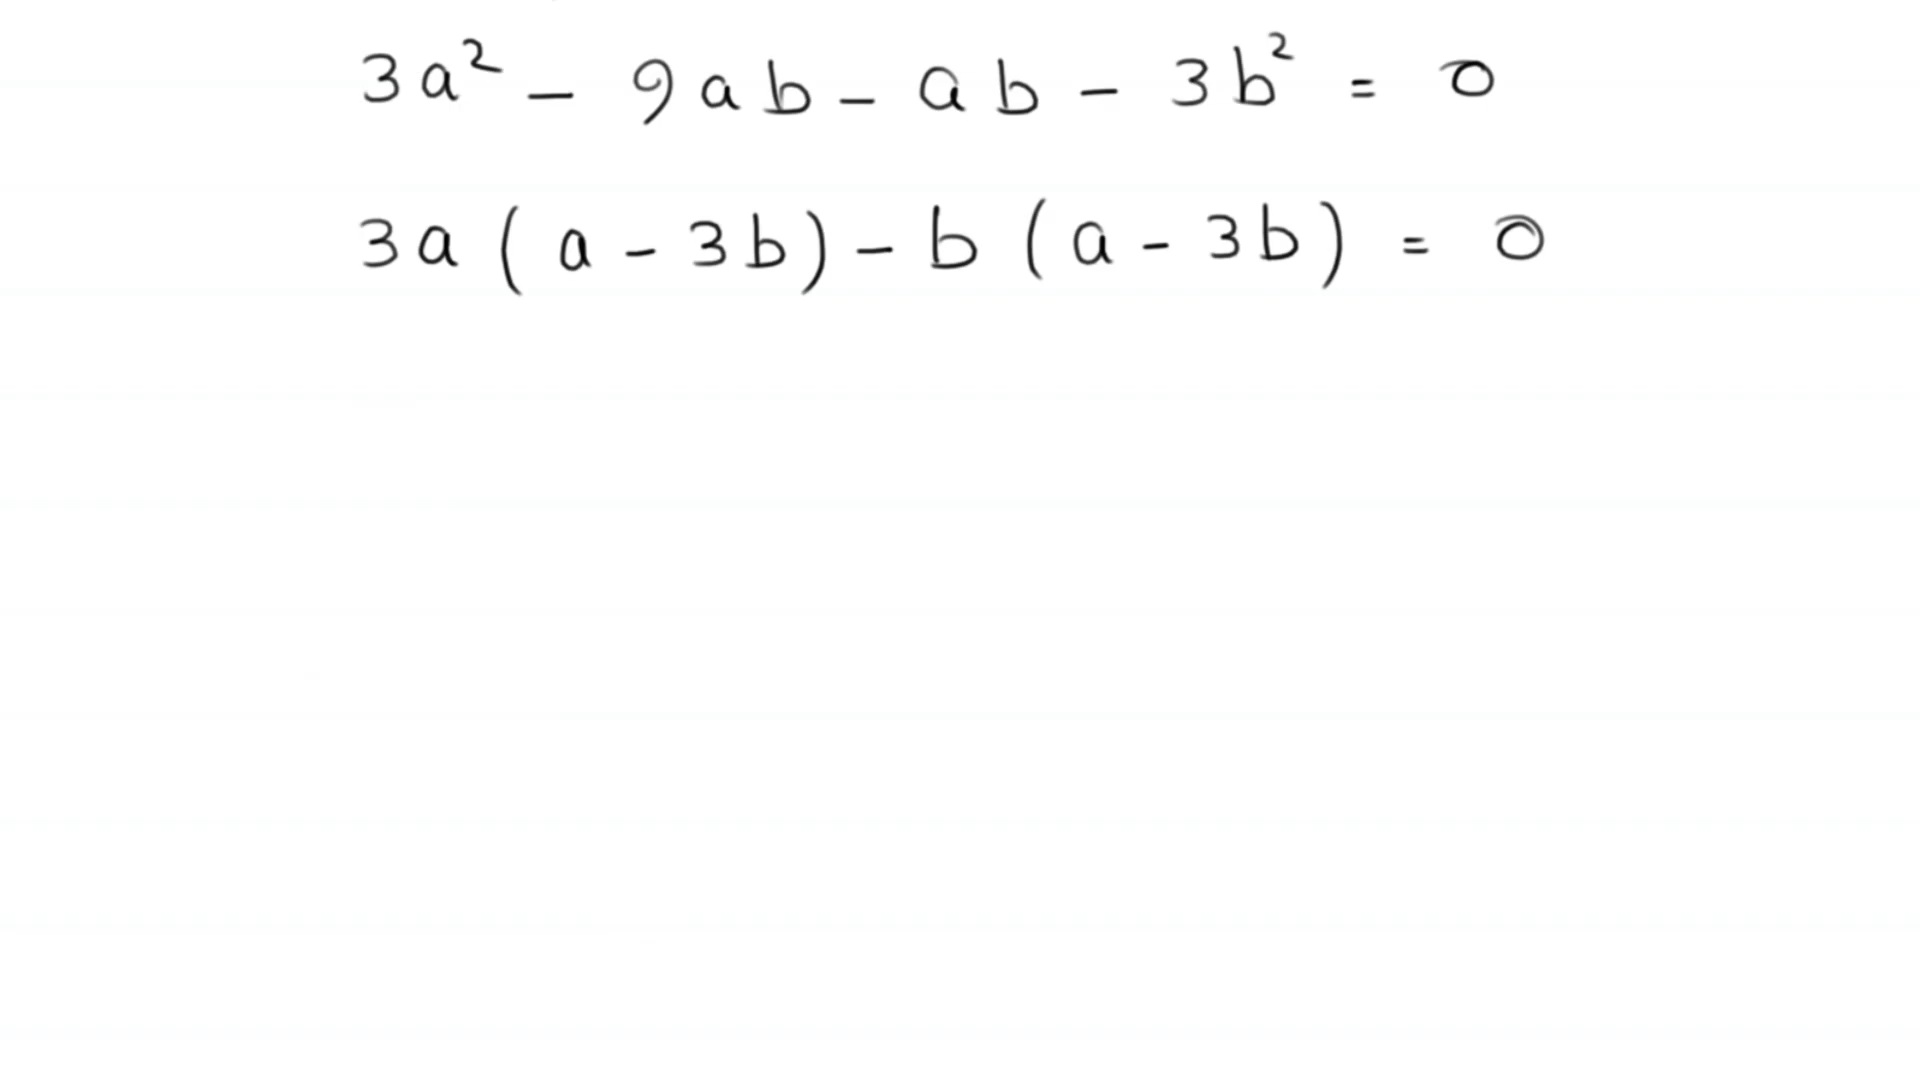 3a² - 9ab - ab - 3b² = 0
3a ( a - 3b) - b (a - 3b) = 0